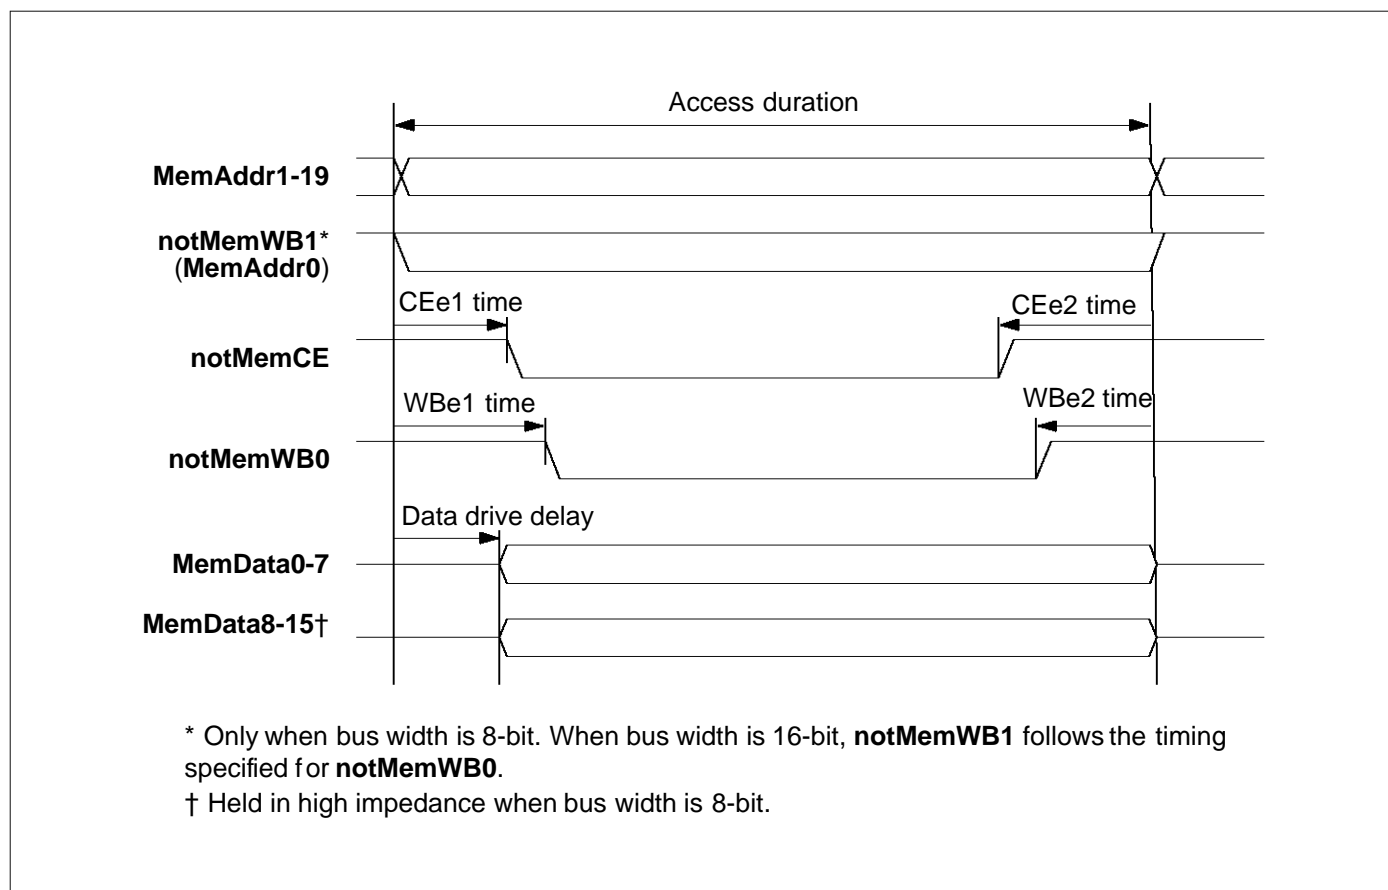 Access duration
MemAddr1-19
notMemWB1*
(MemAddr0)
CEe1 time
CEe2 time
notMemCE
WBe1 time
WBe2 time
notMemWB0
Data drive delay
MemData0-7
MemData8-15†
* Only when bus width is 8-bit. When bus width is 16-bit, notMemWB1 follows the timing
specified for notMemWB0.
† Held in high impedance when bus width is 8-bit.